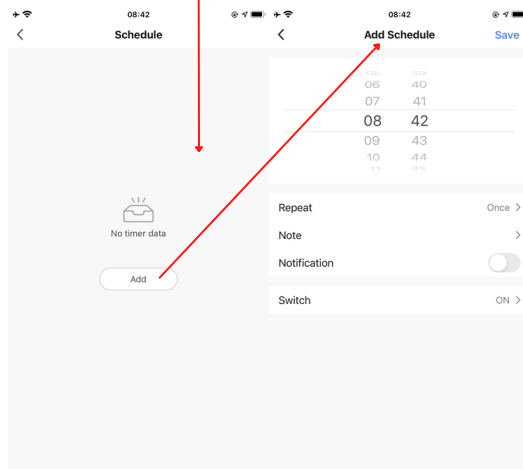 08:42
Schedule
No timer data
Add
08:42
Add Schedule
Save
06 40
07 41
08 42
09 43
10 44
Repeat
Once
Note
Notification
Switch
ON